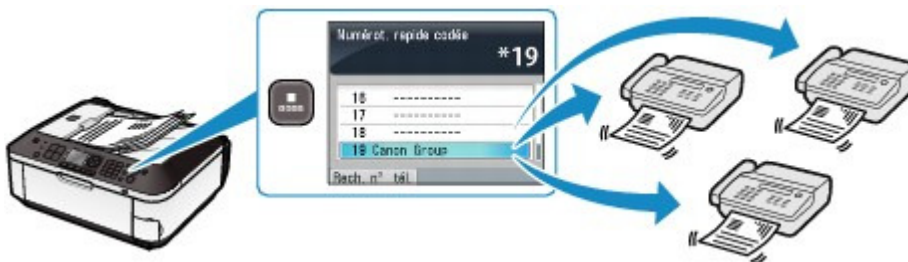 Numérot. rapide codée
*19
16 ----------
17 ----------
18 ----------
19 Canon Group
Rech. n° tél.